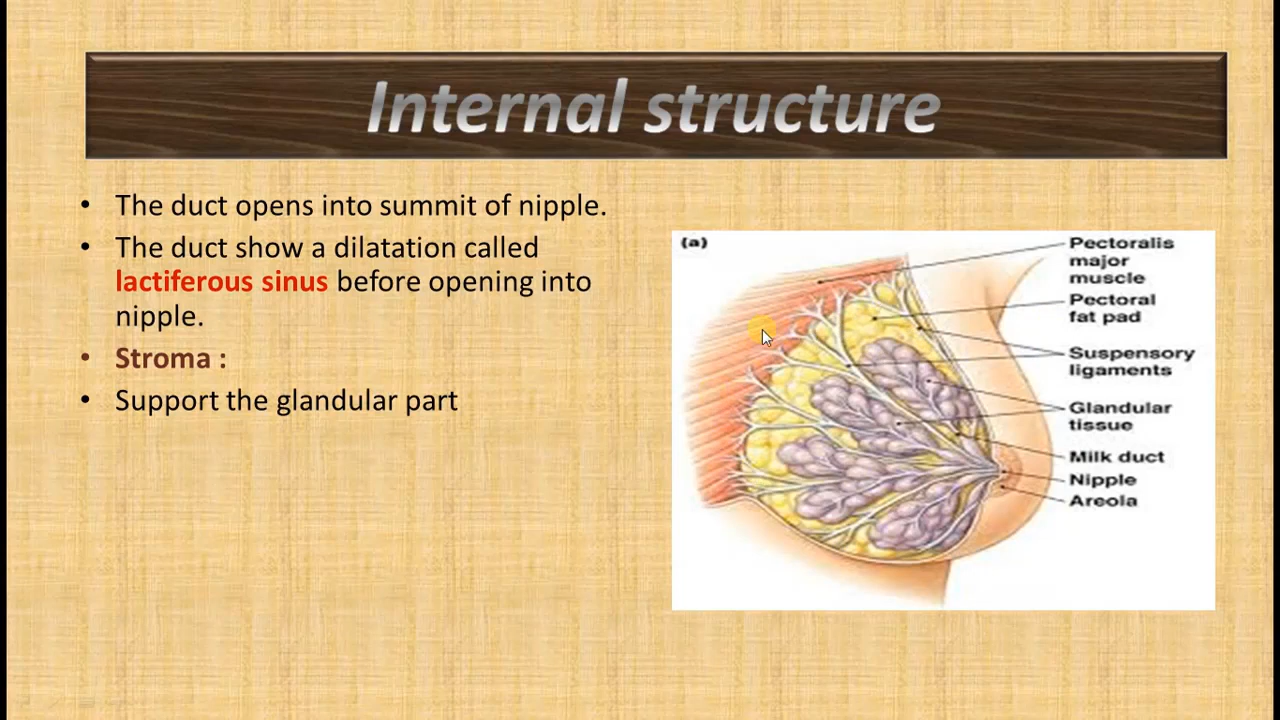 Internal structure
• The duct opens into summit of nipple.
• The duct show a dilatation called
lactiferous sinus before opening into
nipple.
• Stroma :
• Support the glandular part
(a)
Pectoralis
major
muscle
Pectoral
fat pad
Suspensory
ligaments
Glandular
tissue
Milk duct
Nipple
Areola